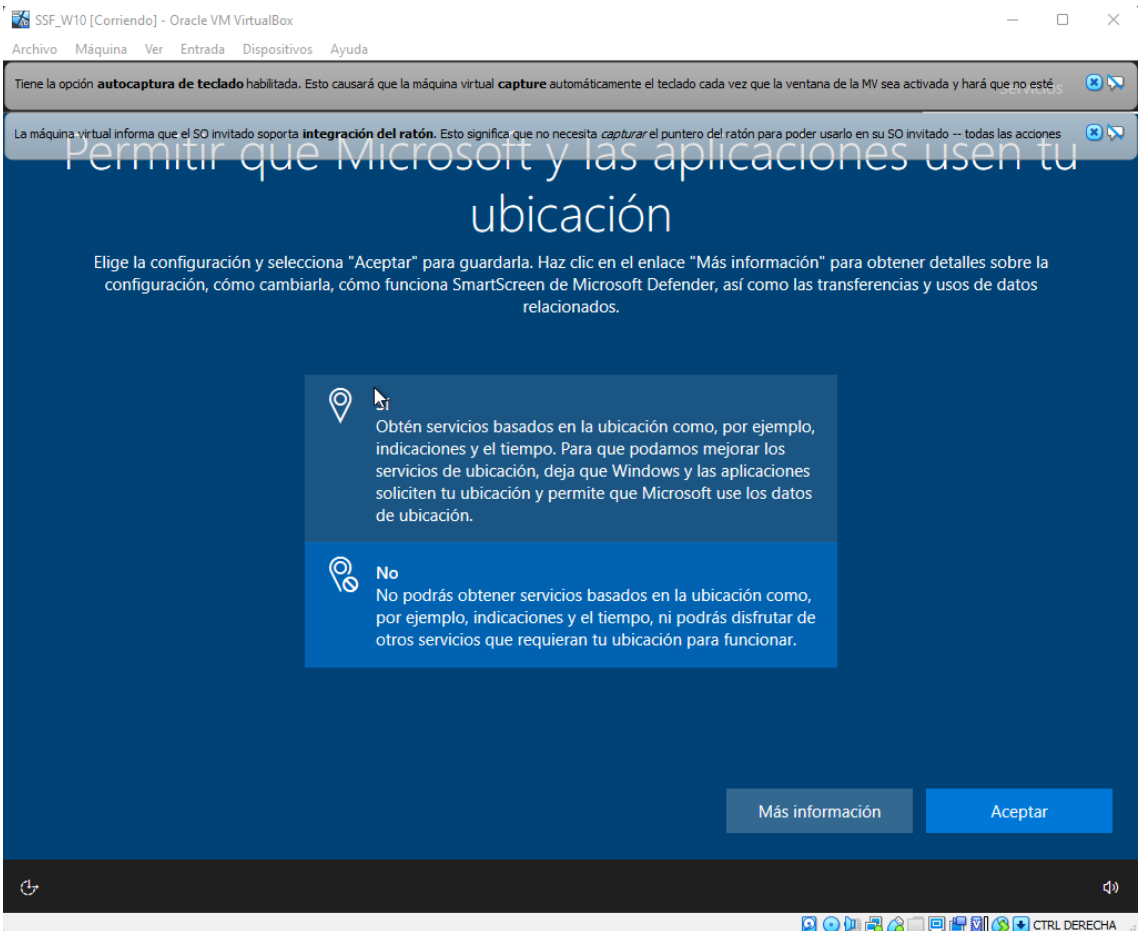 SSF_W10 [Corriendo] - Oracle VM VirtualBox
Archivo Máquina Ver Entrada Dispositivos Ayuda
Tiene la opción autocaptura de teclado habilitada. Esto causará que la máquina virtual capture automáticamente el teclado cada vez que la ventana de la MV sea activada y hará que no esté
Servicios
La máquina virtual informa que el SO invitado soporta integración del ratón. Esto significa que no necesita capturar el puntero del ratón para poder usarlo en su SO invitado -- todas las acciones
Permitir que Microsoft y las aplicaciones usen tu
ubicación
Elige la configuración y selecciona "Aceptar" para guardarla. Haz clic en el enlace "Más información" para obtener detalles sobre la
configuración, cómo cambiarla, cómo funciona SmartScreen de Microsoft Defender, así como las transferencias y usos de datos
relacionados.
Sí
Obtén servicios basados en la ubicación como, por ejemplo,
indicaciones y el tiempo. Para que podamos mejorar los
servicios de ubicación, deja que Windows y las aplicaciones
soliciten tu ubicación y permite que Microsoft use los datos
de ubicación.
No
No podrás obtener servicios basados en la ubicación como,
por ejemplo, indicaciones y el tiempo, ni podrás disfrutar de
otros servicios que requieran tu ubicación para funcionar.
Más información
Aceptar
CTRL DERECHA